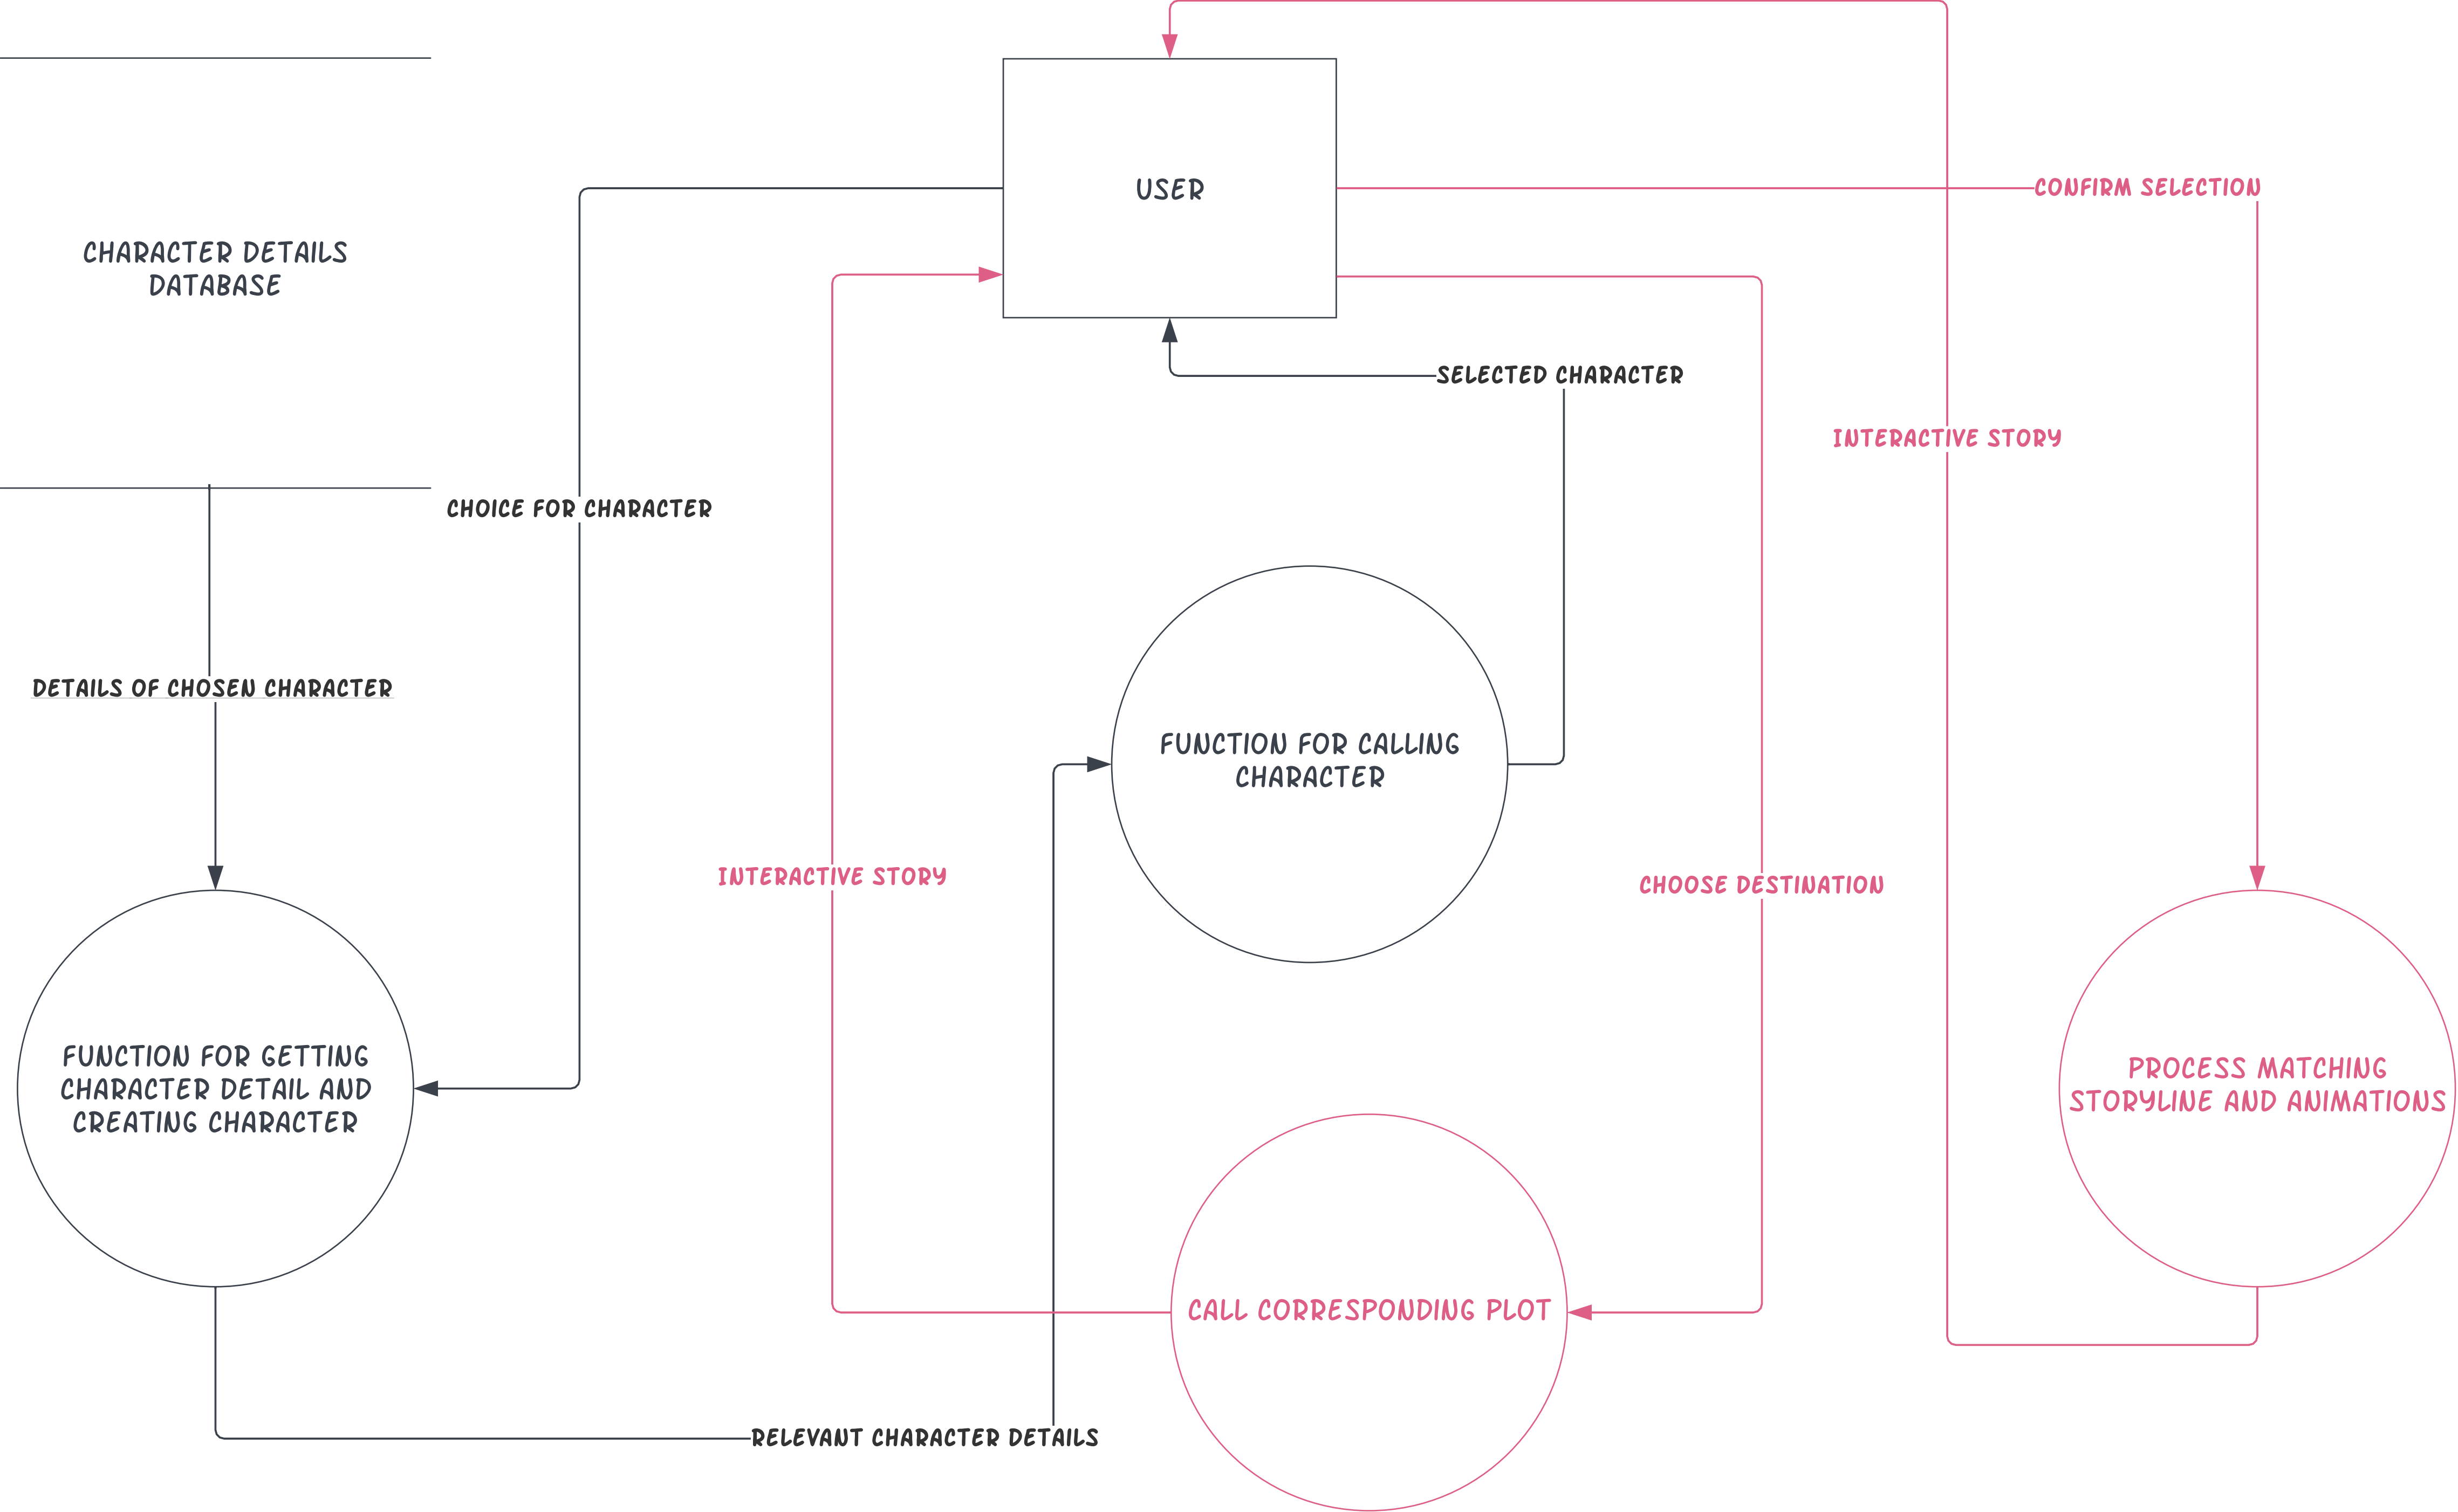 USER
CONFIRM SELECTION
CHARACTER DETAILS
DATABASE
SELECTED CHARACTER
INTERACTIVE STORY
CHOICE FOR CHARACTER
DETAILS OF CHOSEN CHARACTER
FUNCTION FOR CALLING
CHARACTER
INTERACTIVE STORY
CHOOSE DESTINATION
FUNCTION FOR GETTING
CHARACTER DETAIL AND
CREATING CHARACTER
PROCESS MATCHING
STORYLINE AND ANIMATIONS
CALL CORRESPONDING PLOT
RELEVANT CHARACTER DETAILS